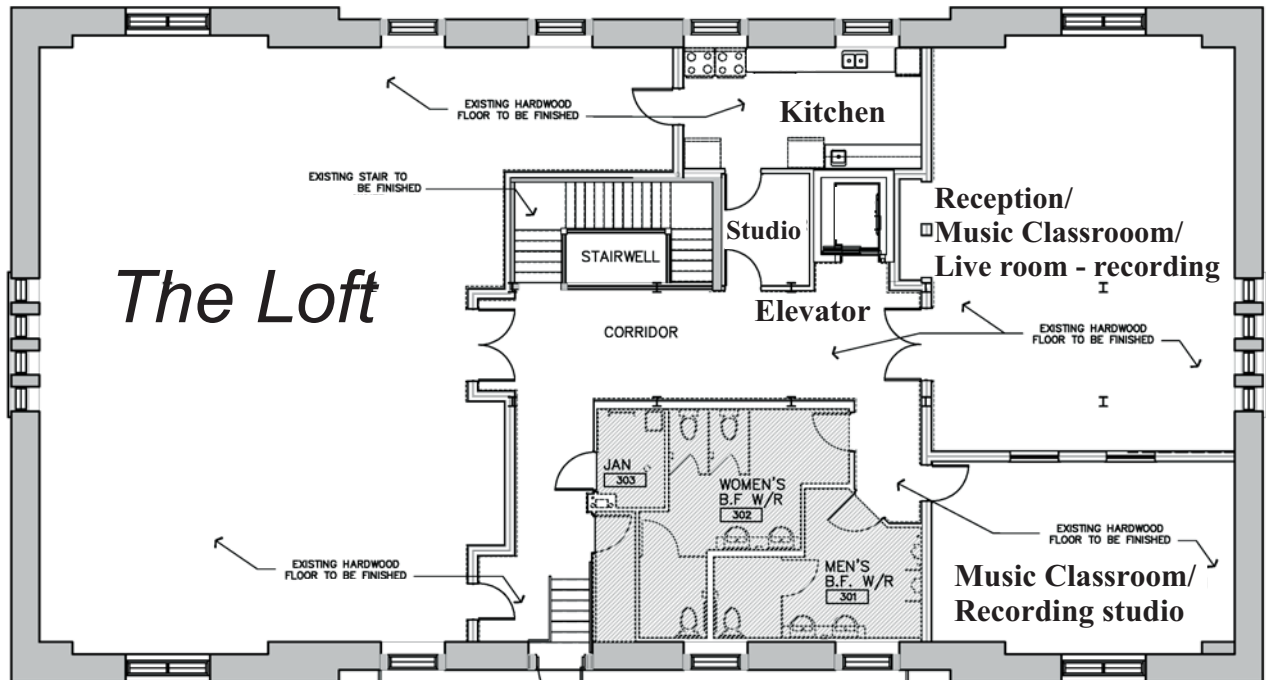 EXISTING HARDWOOD
FLOOR TO BE FINISHED
Kitchen
EXISTING STAIR TO
BE FINISHED
Reception/
Music Classrooom/
Live room - recording
Studio
STAIRWELL
The Loft
Elevator
CORRIDOR
EXISTING HARDWOOD
FLOOR TO BE FINISHED
JAN
303
WOMEN'S
B.F W/R
302
EXISTING HARDWOOD
FLOOR TO BE FINISHED
EXISTING HARDWOOD
FLOOR TO BE FINISHED
MEN'S
B.F. W/R
301
Music Classroom/
Recording studio